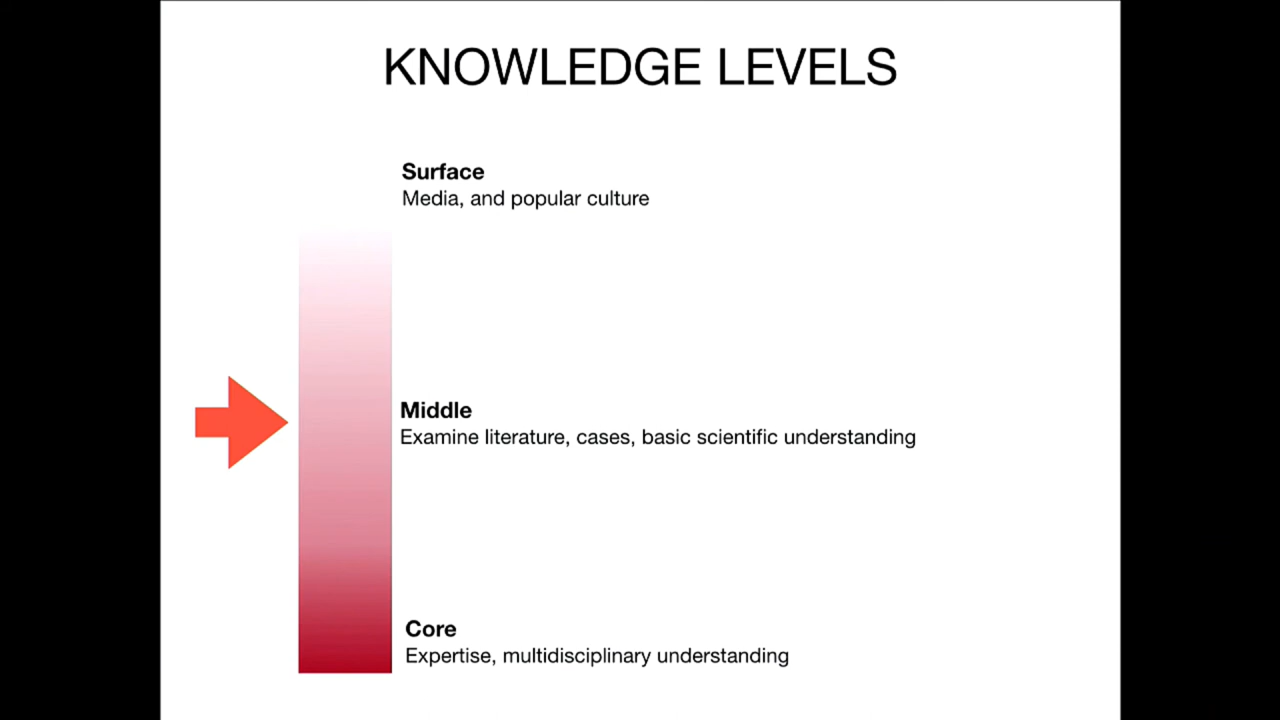 KNOWLEDGE LEVELS
Surface
Media, and popular culture
Middle
Examine literature, cases, basic scientific understanding
Core
Expertise, multidisciplinary understanding